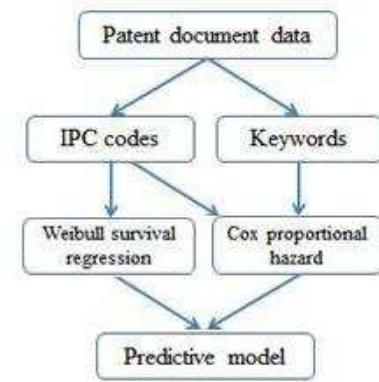 Patent document data
IPC codes
Keywords
Weibull survival
regression
Cox proportional
hazard
Predictive model